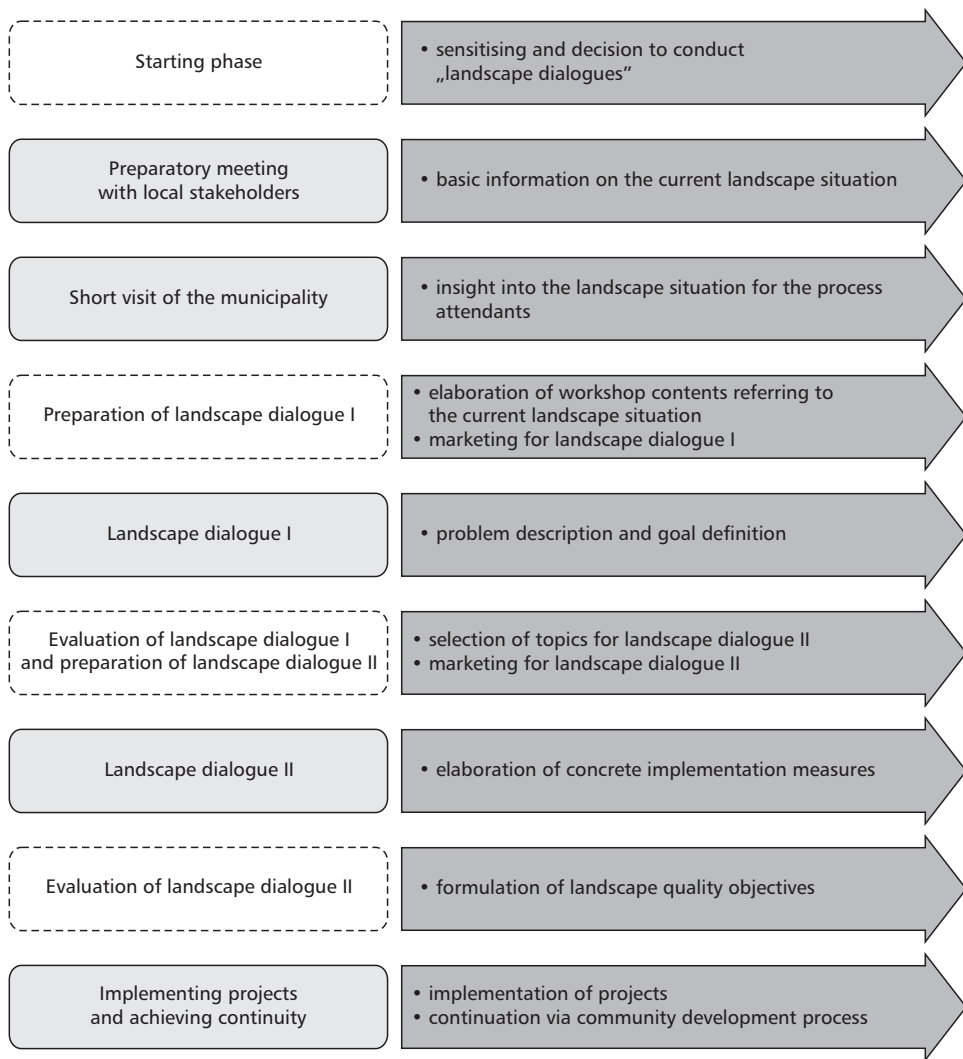 Starting phase
• sensitising and decision to conduct
„landscape dialogues”
Preparatory meeting
with local stakeholders
• basic information on the current landscape situation
Short visit of the municipality
• insight into the landscape situation for the process
attendants
Preparation of landscape dialogue I
• elaboration of workshop contents referring to
the current landscape situation
• marketing for landscape dialogue I
Landscape dialogue I
• problem description and goal definition
Evaluation of landscape dialogue I
and preparation of landscape dialogue II
• selection of topics for landscape dialogue II
• marketing for landscape dialogue II
Landscape dialogue II
• elaboration of concrete implementation measures
Evaluation of landscape dialogue II
• formulation of landscape quality objectives
Implementing projects
and achieving continuity
• implementation of projects
• continuation via community development process